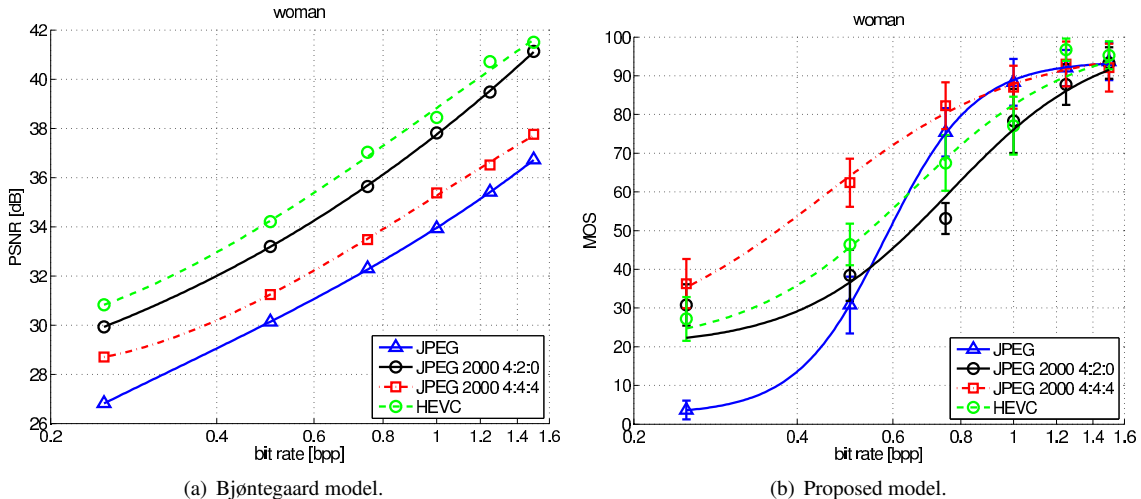 woman
42
40
38
36
34
32
30
28
26
PSNR [dB]
0.2 0.4 0.6 0.8 1 1.2 1.4 1.6
bit rate [bpp]
JPEG
JPEG 2000 4:2:0
JPEG 2000 4:4:4
HEVC
(a) Bjøntegaard model.
woman
100
90
80
70
60
50
40
30
20
10
0
MOS
0.2 0.4 0.6 0.8 1 1.2 1.4 1.6
bit rate [bpp]
JPEG
JPEG 2000 4:2:0
JPEG 2000 4:4:4
HEVC
(b) Proposed model.